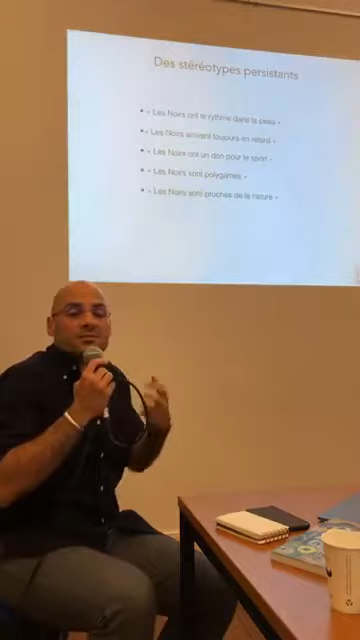 Des stéréotypes persistants
• « Les Noirs ont le rythme dans la peau »
• « Les Noirs arrivent toujours en retard »
• « Les Noirs ont un don pour le sport »
• « Les Noirs sont polygames »
• « Les Noirs sont proches de la nature »